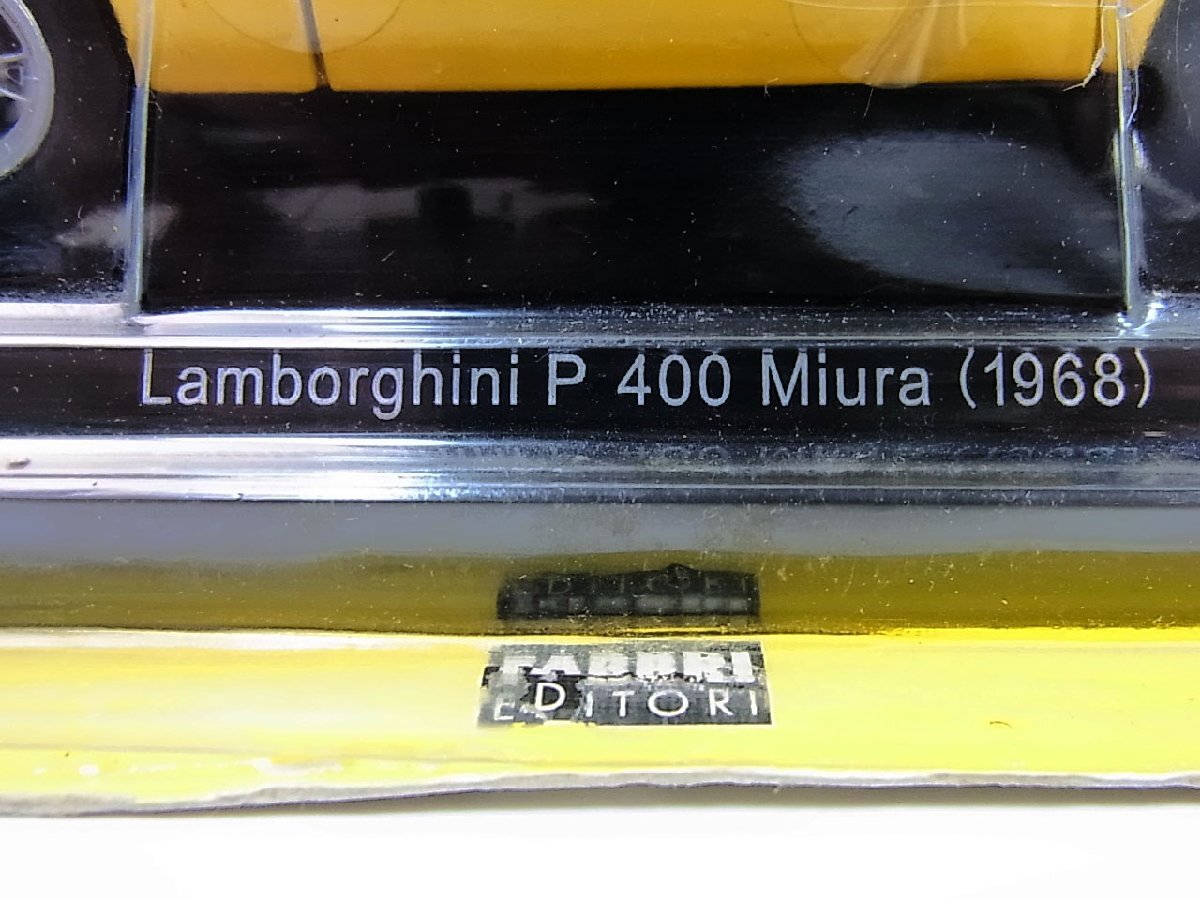 Lamborghini P 400 Miura (1968)
FABBRI
EDITORI